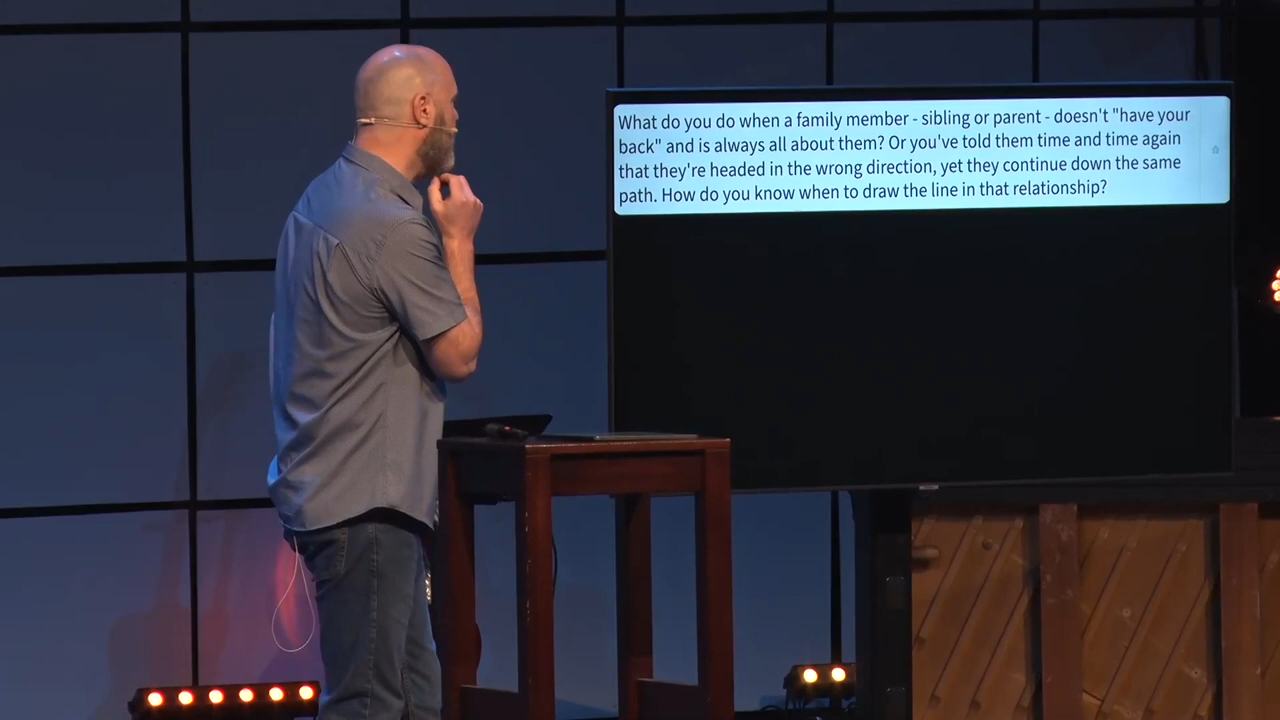 What do you do when a family member - sibling or parent - doesn't "have your
back" and is always all about them? Or you've told them time and time again
that they're headed in the wrong direction, yet they continue down the same
path. How do you know when to draw the line in that relationship?